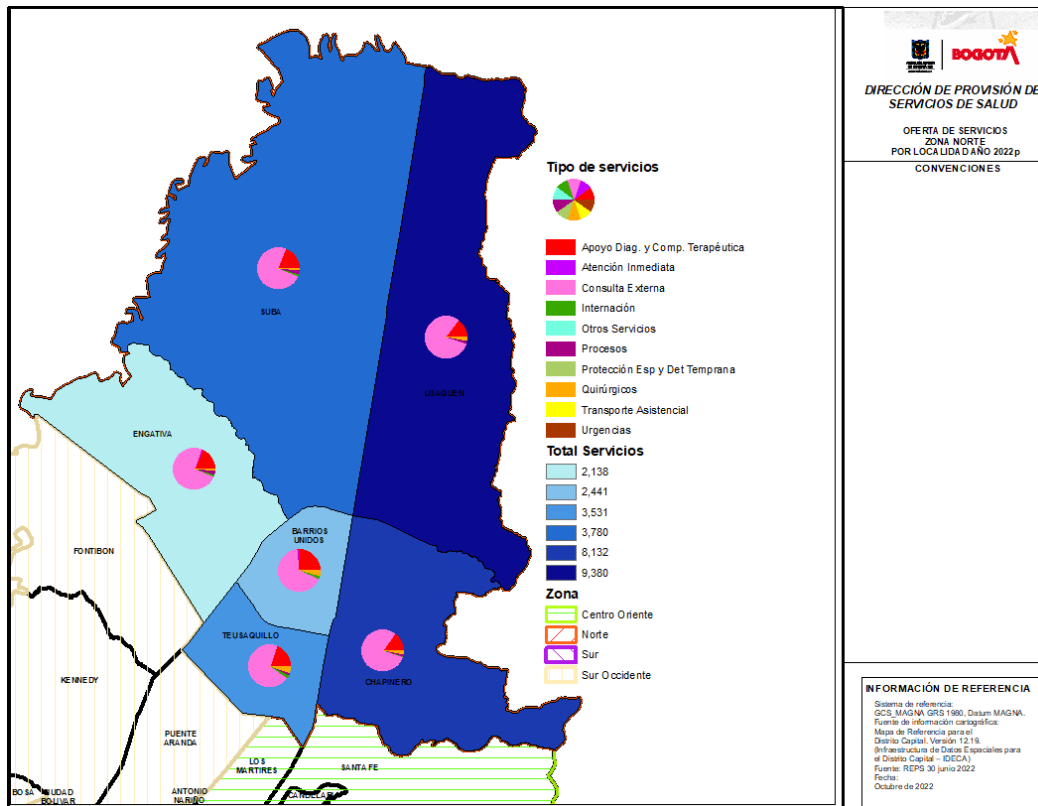 BOGOTÁ
DIRECCIÓN DE PROVISIÓN DE
SERVICIOS DE SALUD
OFERTA DE SERVICIOS
ZONA NORTE
POR LOCALIDAD AÑO 2022p
CONVENCIONES
Tipo de servicios
Apoyo Diag. y Comp. Terapéutica
Atención Inmediata
Consulta Externa
Internación
Otros Servicios
Procesos
Protección Esp y Det Temprana
Quirúrgicos
Transporte Asistencial
Urgencias
Total Servicios
2,138
2,441
3,531
3,780
8,132
9,380
Zona
Centro Oriente
Norte
Sur
Sur Occidente
SUBA
USAQUEN
ENGATIVA
BARRIOS
UNIDOS
FONTIBON
TEUSAQUILLO
CHAPINERO
KENNEDY
PUENTE
ARANDA
LOS
MARTIRES
SANTA FE
BOSA
CIUDAD
BOLIVAR
ANTONIO
NARIÑO
CANDELARIA
INFORMACIÓN DE REFERENCIA
Sistema de referencia:
GCS_MAGNA GRS 1980, Datum MAGNA.
Fuente de información cartográfica:
Mapa de Referencia para el
Distrito Capital. Versión 12.19.
(Infraestructura de Datos Espaciales para
el Distrito Capital – IDECA)
Fuente: REPS 30 junio 2022
Fecha:
Octubre de 2022